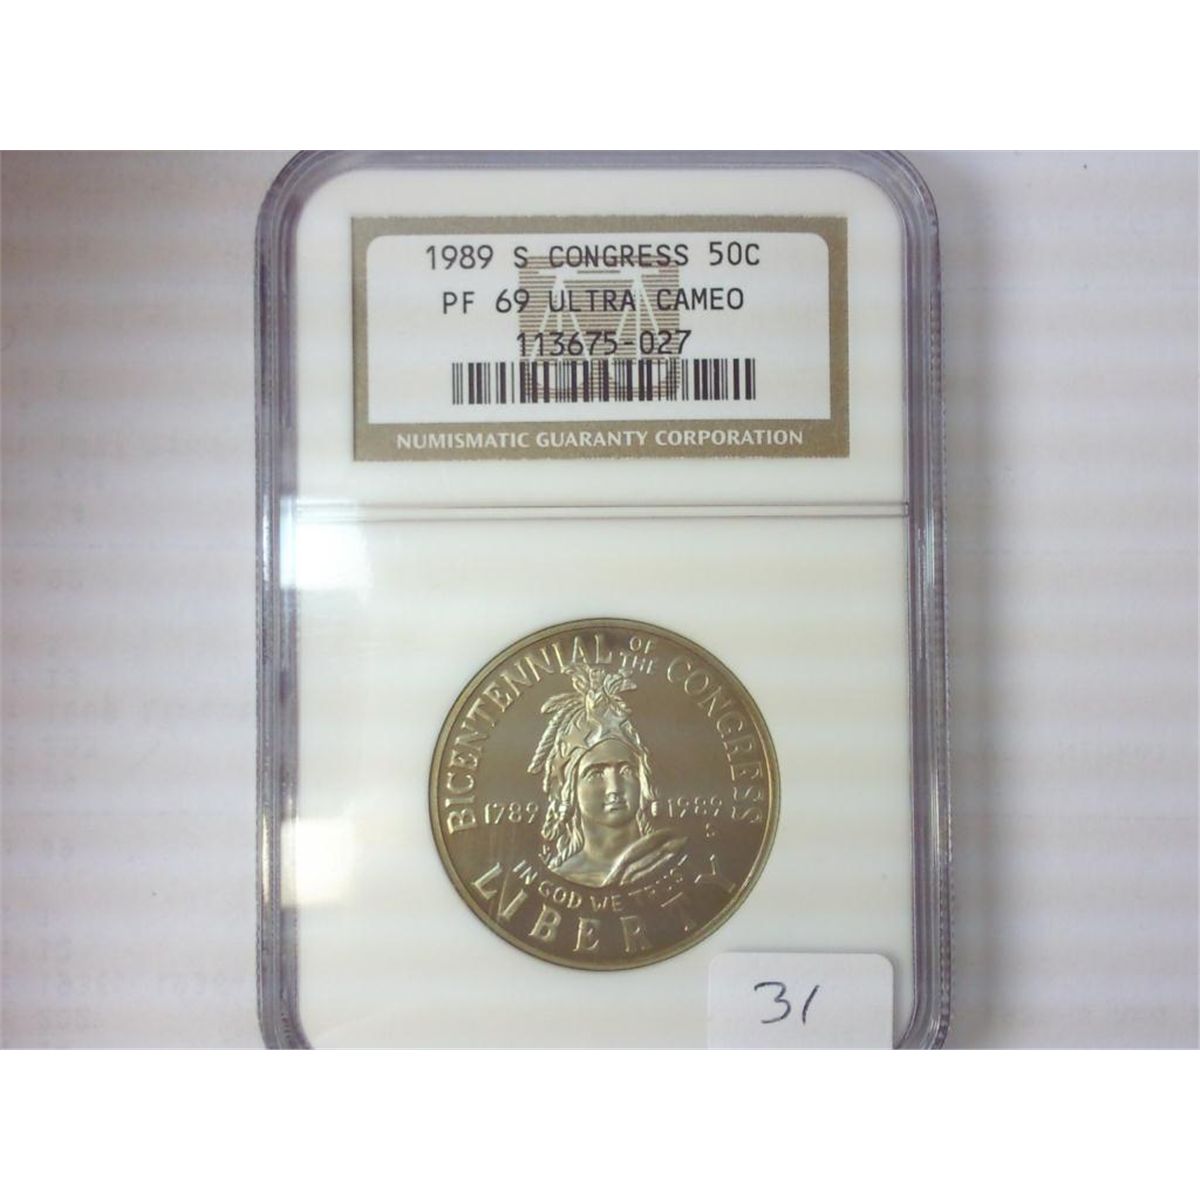 1989 S CONGRESS 50C
PF 69 ULTRA CAMEO
113675-027
NUMISMATIC GUARANTY CORPORATION
BICENTENNIAL OF THE CONGRESS
1789 1989
S
IN GOD WE TRUST
LIBERTY
31